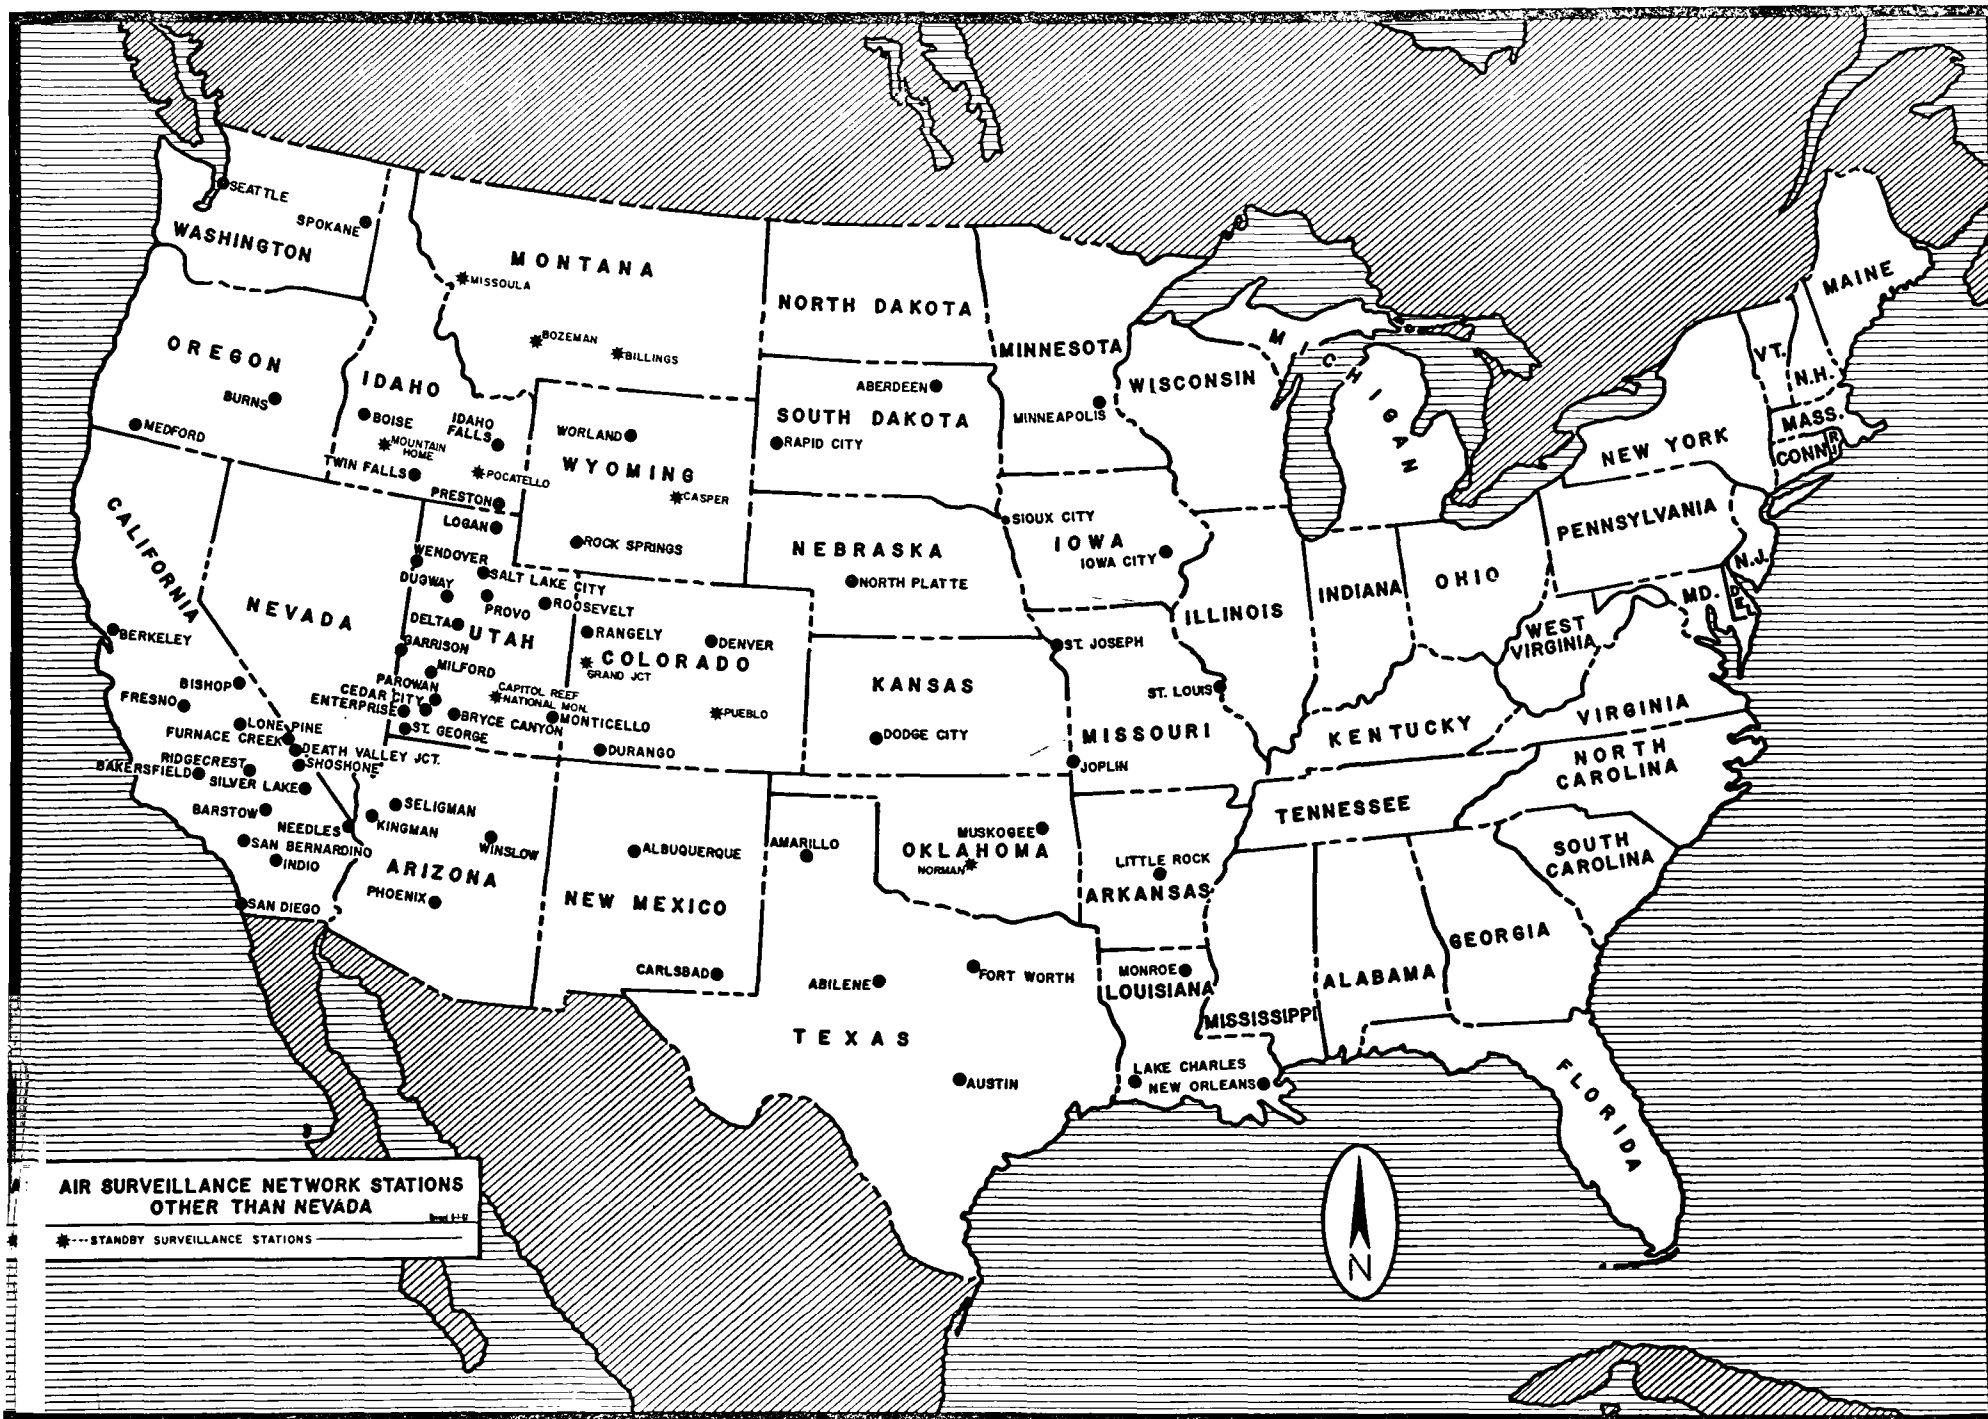 SEATTLE
SPOKANE
WASHINGTON
MONTANA
MISSOULA
BOZEMAN
BILLINGS
NORTH DAKOTA
MINNESOTA
MICHIGAN
MAINE
VT.
N.H.
MASS.
CONN.
R.I.
OREGON
BURNS
MEDFORD
IDAHO
BOISE
IDAHO
FALLS
MOUNTAIN
HOME
TWIN FALLS
POCATELLO
PRESTON
WORLAND
WYOMING
CASPER
ROCK SPRINGS
ABERDEEN
SOUTH DAKOTA
RAPID CITY
MINNEAPOLIS
WISCONSIN
NEW YORK
PENNSYLVANIA
N.J.
MD.
DEL.
CALIFORNIA
NEVADA
LOGAN
WENDOVER
SALT LAKE CITY
DUGWAY
PROVO
ROOSEVELT
DELTA
UTAH
GARRISON
MILFORD
PAROWAN
CEDAR CITY
ENTERPRISE
CAPITOL REEF
NATIONAL MON.
BRYCE CANYON
MONTICELLO
ST. GEORGE
RANGELY
DENVER
COLORADO
GRAND JCT
PUEBLO
DURANGO
NEBRASKA
NORTH PLATTE
SIOUX CITY
IOWA
IOWA CITY
ILLINOIS
INDIANA
OHIO
WEST
VIRGINIA
VIRGINIA
KANSAS
DODGE CITY
ST. JOSEPH
ST. LOUIS
MISSOURI
JOPLIN
KENTUCKY
NORTH
CAROLINA
TENNESSEE
SOUTH
CAROLINA
BERKELEY
BISHOP
FRESNO
LONE PINE
FURNACE CREEK
DEATH VALLEY JCT.
SHOSHONE
RIDGECREST
BAKERSFIELD
SILVER LAKE
BARSTOW
NEEDLES
SAN BERNARDINO
INDIO
SAN DIEGO
SELIGMAN
KINGMAN
WINSLOW
ARIZONA
PHOENIX
ALBUQUERQUE
NEW MEXICO
CARLSBAD
AMARILLO
MUSKOGEE
OKLAHOMA
NORMAN
LITTLE ROCK
ARKANSAS
ABILENE
FORT WORTH
TEXAS
AUSTIN
MONROE
LOUISIANA
MISSISSIPPI
ALABAMA
GEORGIA
LAKE CHARLES
NEW ORLEANS
FLORIDA
N
AIR SURVEILLANCE NETWORK STATIONS
OTHER THAN NEVADA
---STANDBY SURVEILLANCE STATIONS